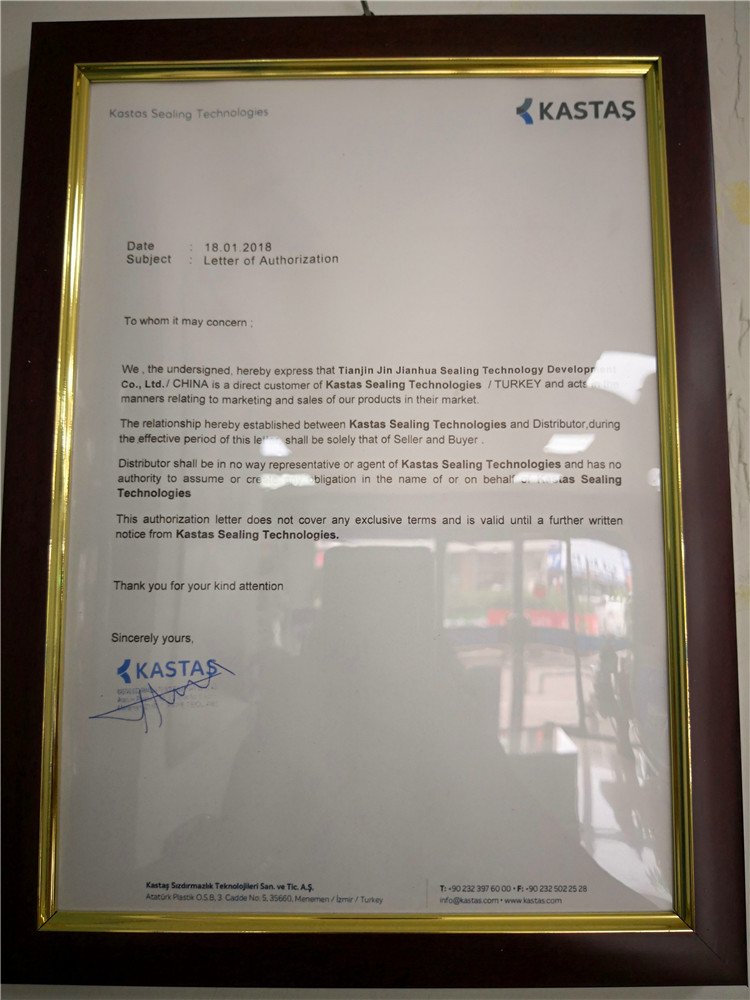 Kastas Sealing Technologies
KASTAŞ
Date : 18.01.2018
Subject : Letter of Authorization
To whom it may concern ;
We , the undersigned, hereby express that Tianjin Jin Jianhua Sealing Technology
Co., Ltd./ CHINA is a direct customer of Kastas Sealing Technologies / TURKEY and acts
manners relating to marketing and sales of our products in their market.
The relationship hereby established between Kastas Sealing Technologies and Distributor,during
the effective period of this shall be solely that of Seller and Buyer .
Distributor shall be in no way representative or agent of Kastas Sealing Technologies and has no
authority to assume or obligation in the name of or on behalf Sealing
Technologies
This authorization letter does not cover any exclusive terms and is valid until a further written
notice from Kastas Sealing Technologies.
Thank you for your kind attention
Sincerely yours,
KASTAŞ
Kastaş Sızdırmazlık Teknolojileri San. ve Tic. A.Ş.
Atatürk Plastik O.S.B, 3. Cadde No: 5, 35660, Menemen / İzmir / Turkey
T: +90 232 397 60 00 • F: +90 232 502 25 28
info@kastas.com • www.kastas.com